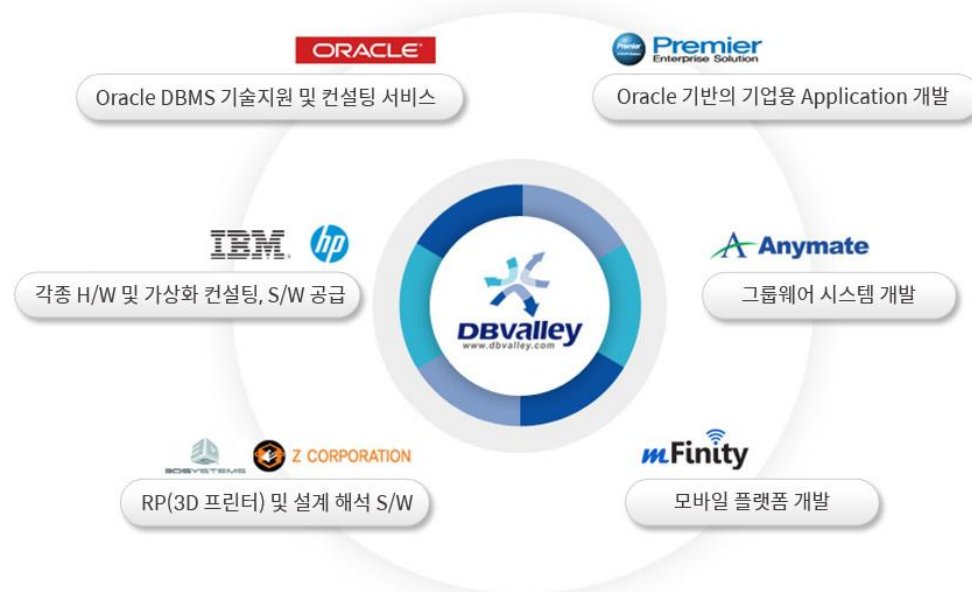 ORACLE
Premier
Enterprise Solution
Oracle DBMS 기술지원 및 컨설팅 서비스
Oracle 기반의 기업용 Application 개발
IBM
hp
Anymate
각종 H/W 및 가상화 컨설팅, S/W 공급
그룹웨어 시스템 개발
DBvalley
www.dbvalley.com
3DSYSTEMS
Z CORPORATION
mFinity
RP(3D 프린터) 및 설계 해석 S/W
모바일 플랫폼 개발